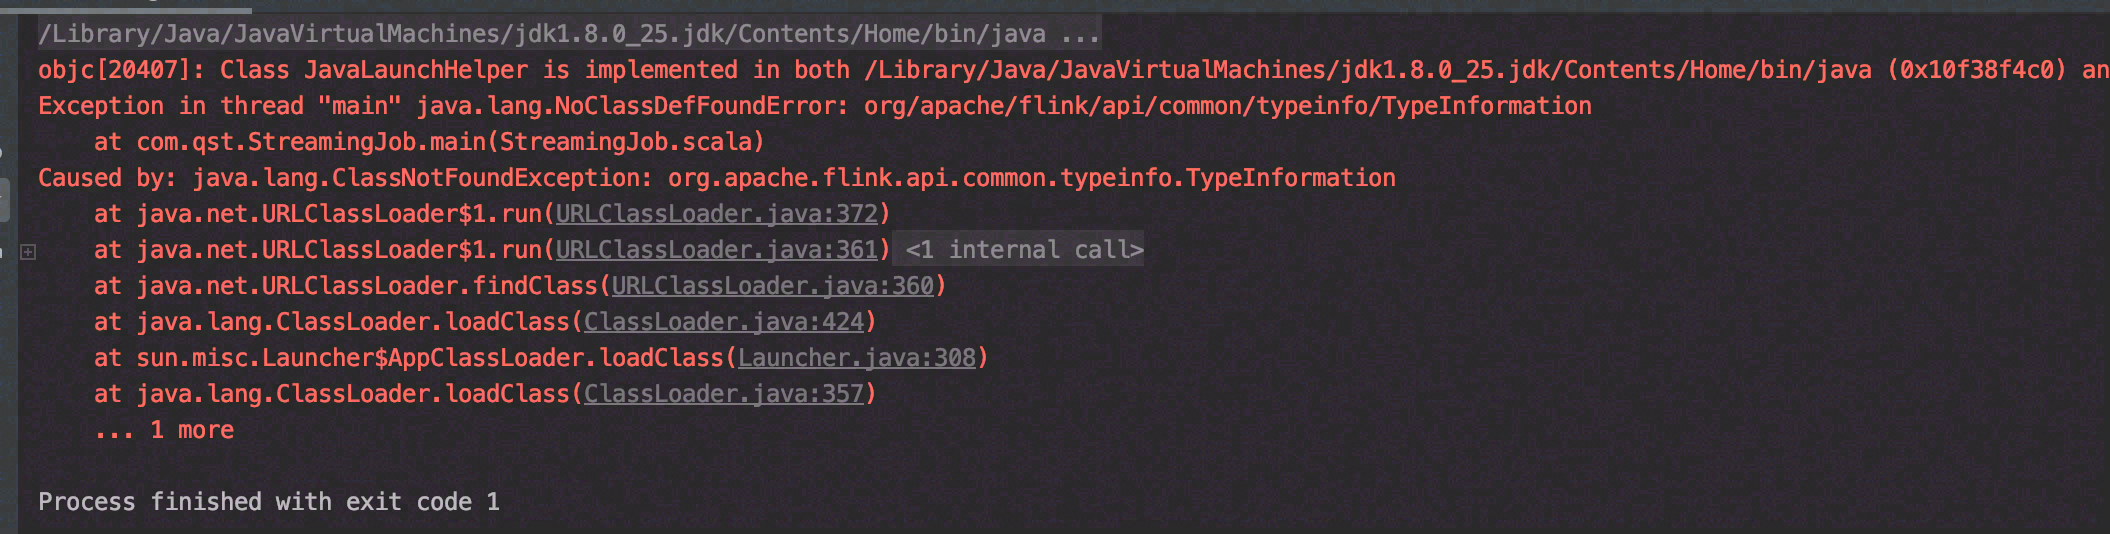 /Library/Java/JavaVirtualMachines/jdk1.8.0_25.jdk/Contents/Home/bin/java ...
objc[20407]: Class JavaLaunchHelper is implemented in both /Library/Java/JavaVirtualMachines/jdk1.8.0_25.jdk/Contents/Home/bin/java (0x10f38f4c0) an
Exception in thread "main" java.lang.NoClassDefFoundError: org/apache/flink/api/common/typeinfo/TypeInformation
    at com.qst.StreamingJob.main(StreamingJob.scala)
Caused by: java.lang.ClassNotFoundException: org.apache.flink.api.common.typeinfo.TypeInformation
    at java.net.URLClassLoader$1.run(URLClassLoader.java:372)
    at java.net.URLClassLoader$1.run(URLClassLoader.java:361) <1 internal call>
    at java.net.URLClassLoader.findClass(URLClassLoader.java:360)
    at java.lang.ClassLoader.loadClass(ClassLoader.java:424)
    at sun.misc.Launcher$AppClassLoader.loadClass(Launcher.java:308)
    at java.lang.ClassLoader.loadClass(ClassLoader.java:357)
    ... 1 more
Process finished with exit code 1